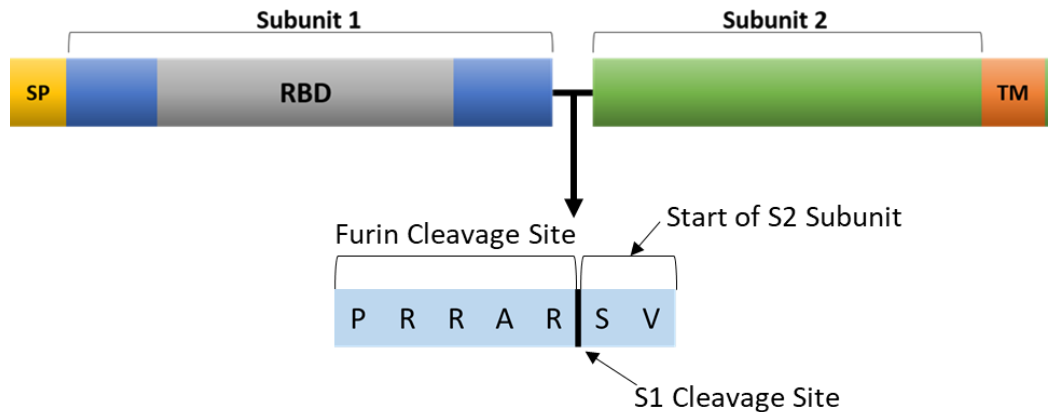 Subunit 1
Subunit 2
SP
RBD
TM
Start of S2 Subunit
Furin Cleavage Site
P R R A R S V
S1 Cleavage Site